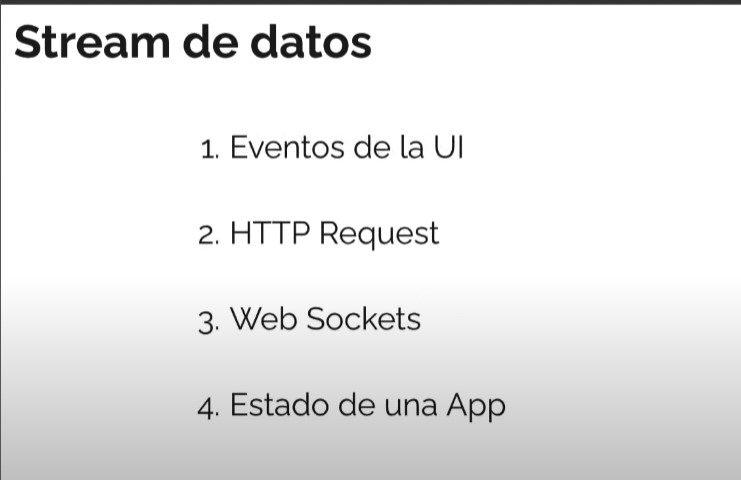 Stream de datos
1. Eventos de la UI
2. HTTP Request
3. Web Sockets
4. Estado de una App